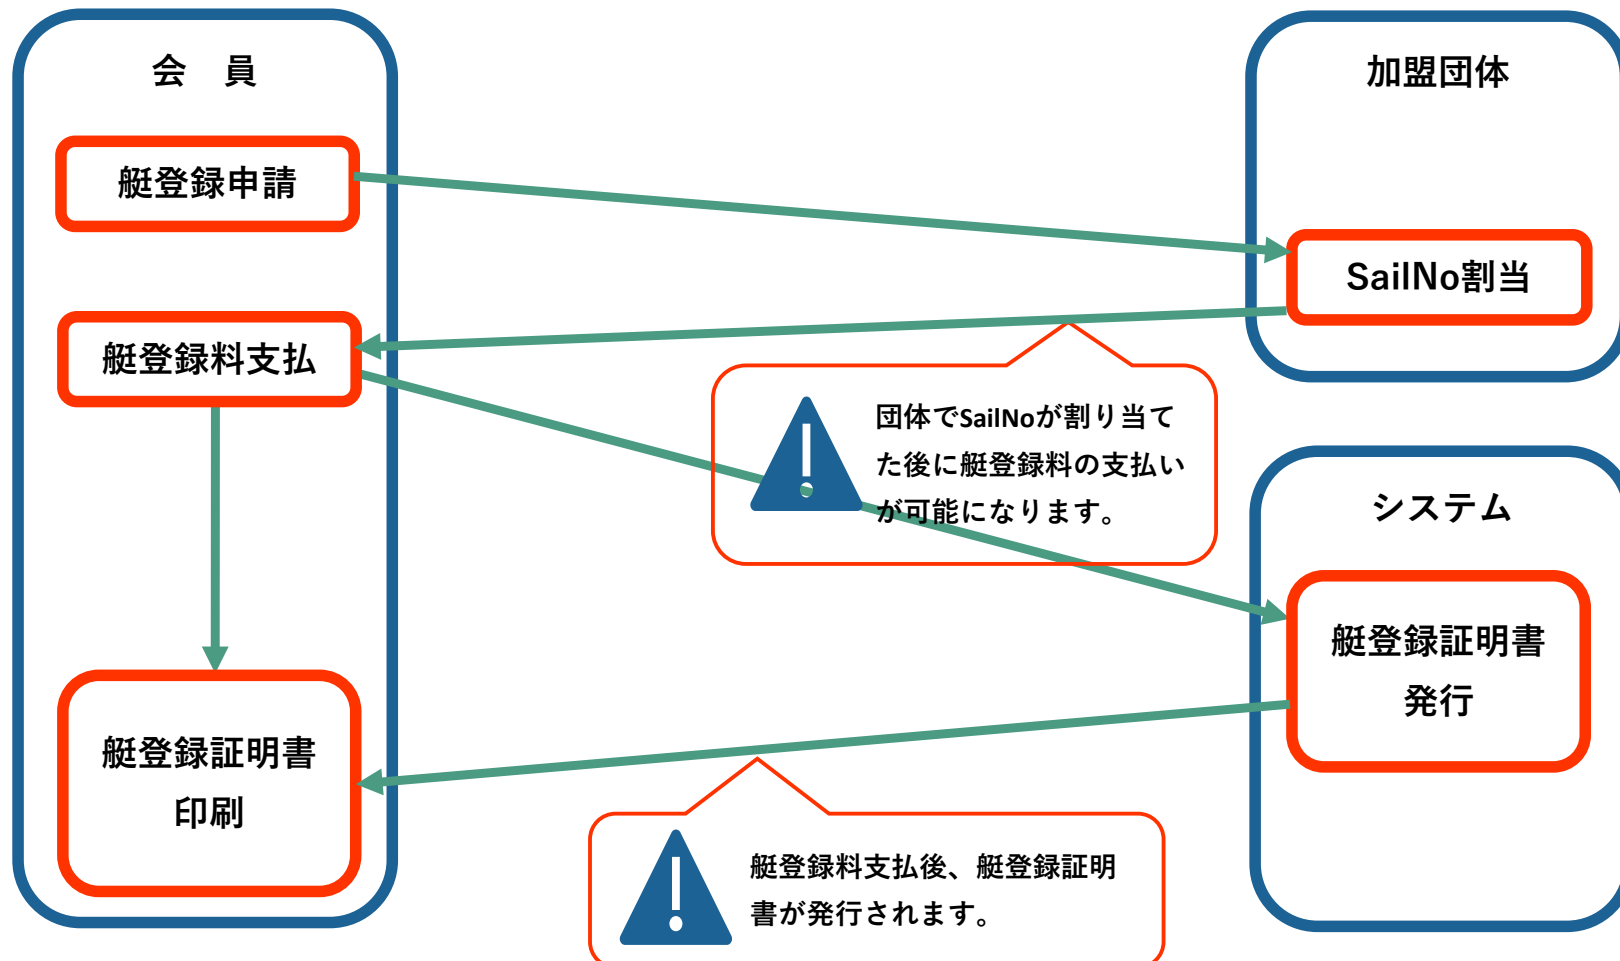 会　員
艇登録申請
艇登録料支払
艇登録証明書
印刷
加盟団体
SailNo割当
団体でSailNoが割り当て
た後に艇登録料の支払い
が可能になります。
システム
艇登録証明書
発行
艇登録料支払後、艇登録証明
書が発行されます。